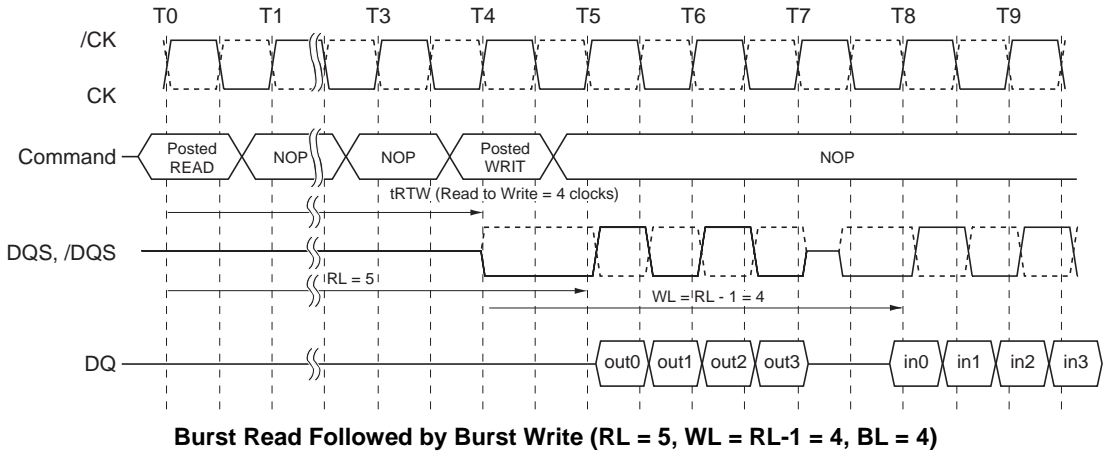 T0 T1 T3 T4 T5 T6 T7 T8 T9
/CK
CK
Command
Posted READ
NOP
NOP
Posted WRIT
NOP
tRTW (Read to Write = 4 clocks)
DQS, /DQS
RL = 5
WL = RL - 1 = 4
DQ
out0 out1 out2 out3 in0 in1 in2 in3
Burst Read Followed by Burst Write (RL = 5, WL = RL-1 = 4, BL = 4)